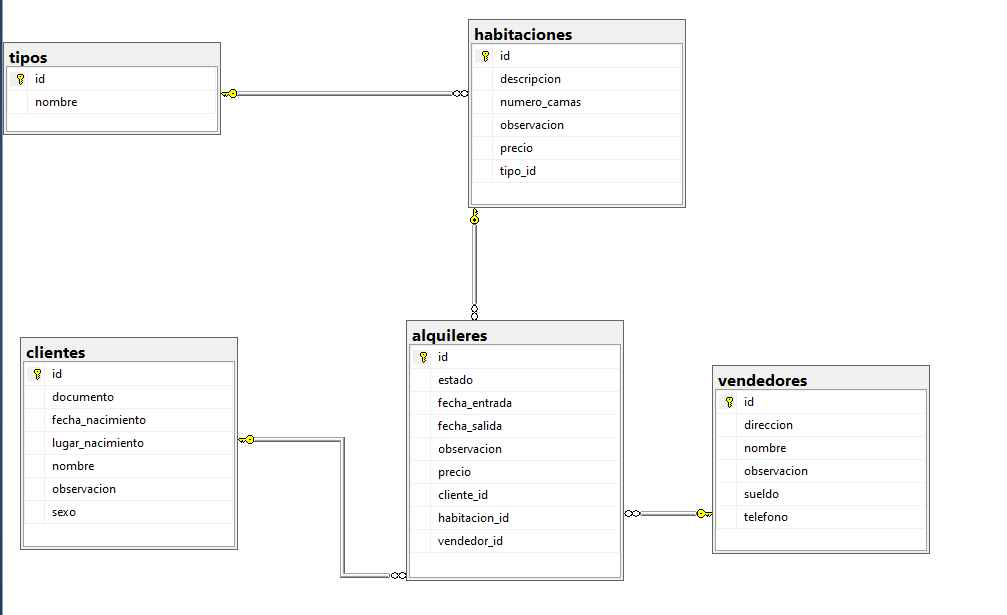 tipos
id
nombre
habitaciones
id
descripcion
numero_camas
observacion
precio
tipo_id
clientes
id
documento
fecha_nacimiento
lugar_nacimiento
nombre
observacion
sexo
alquileres
id
estado
fecha_entrada
fecha_salida
observacion
precio
cliente_id
habitacion_id
vendedor_id
vendedores
id
direccion
nombre
observacion
sueldo
telefono